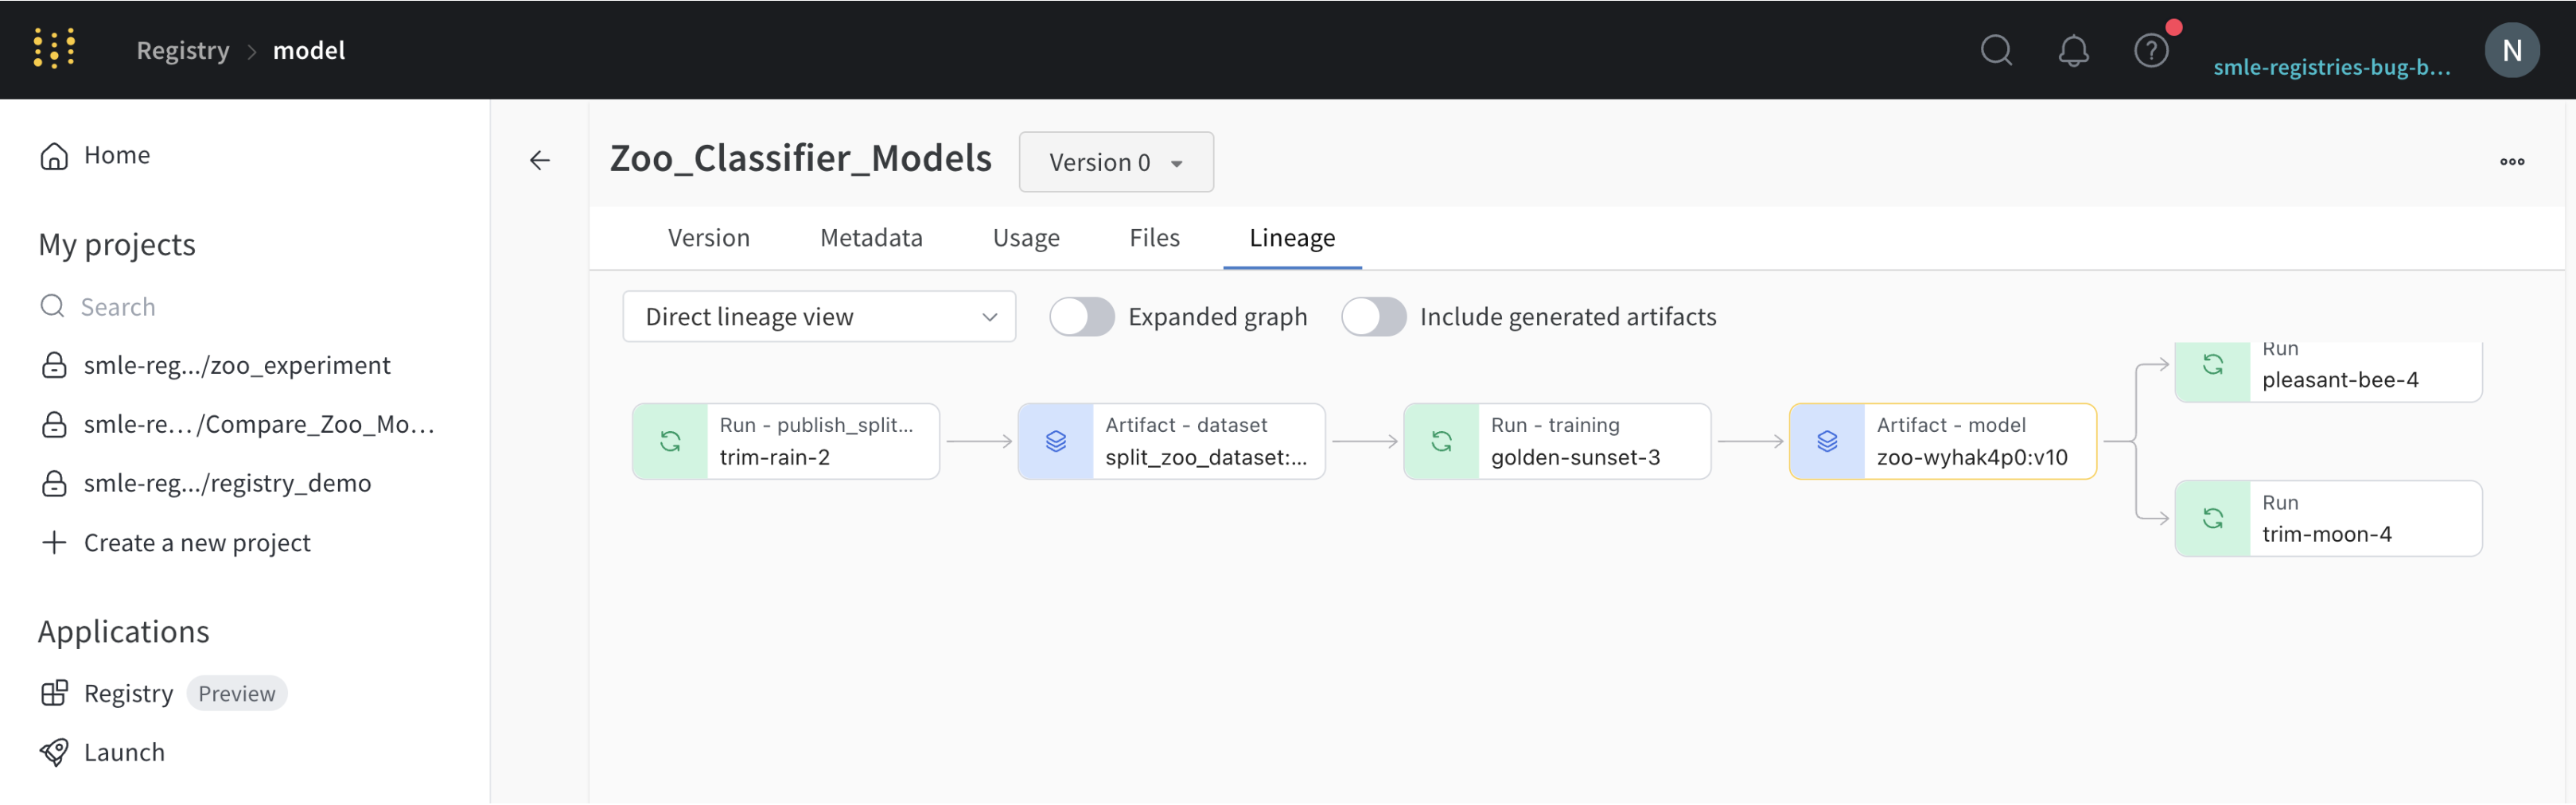 Registry > model
smle-registries-bug-b...
N
Home
My projects
Search
smle-reg.../zoo_experiment
smle-re.../Compare_Zoo_Mo...
smle-reg.../registry_demo
Create a new project
Applications
Registry Preview
Launch
Zoo_Classifier_Models Version 0
Version Metadata Usage Files Lineage
Direct lineage view Expanded graph Include generated artifacts
Run - publish_split...
trim-rain-2
Artifact - dataset
split_zoo_dataset:...
Run - training
golden-sunset-3
Artifact - model
zoo-wyhak4p0:v10
Run
pleasant-bee-4
Run
trim-moon-4